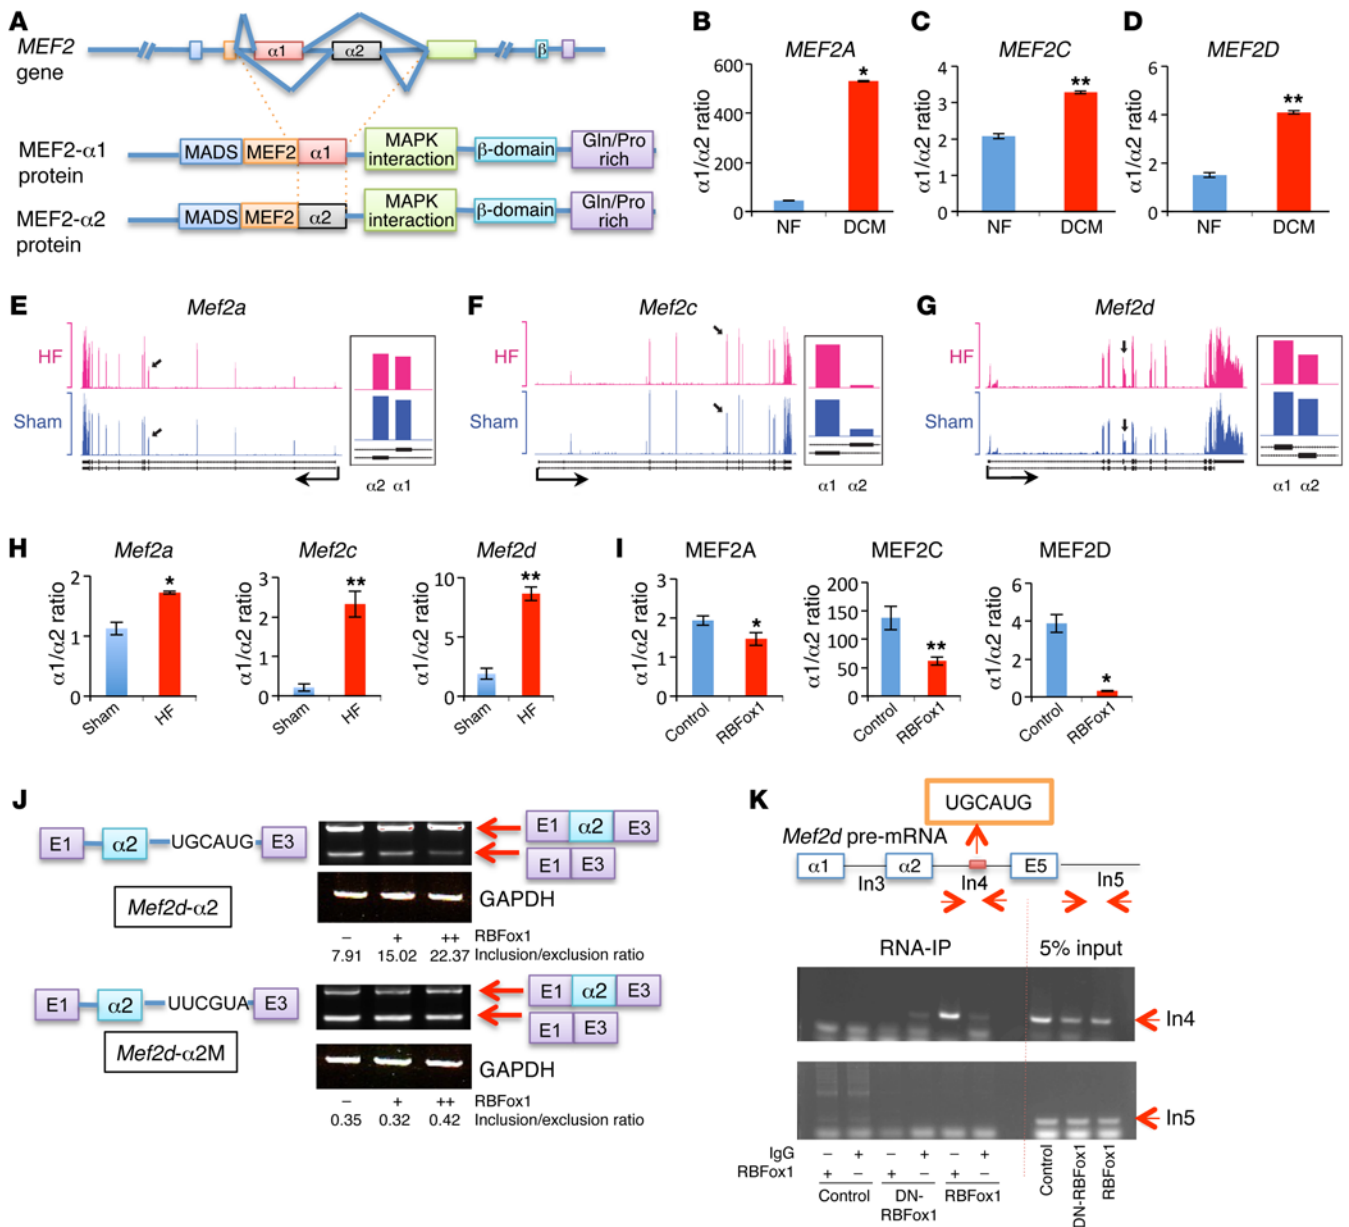 A
MEF2
gene
α1
α2
β
MEF2-α1
protein
MADS
MEF2
α1
MAPK
interaction
β-domain
Gln/Pro
rich
MEF2-α2
protein
MADS
MEF2
α2
MAPK
interaction
β-domain
Gln/Pro
rich
B
MEF2A
α1/α2 ratio
600
400
200
0
*
NF
DCM
C
MEF2C
α1/α2 ratio
4
3
2
1
0
**
NF
DCM
D
MEF2D
α1/α2 ratio
6
4
2
0
**
NF
DCM
E
Mef2a
HF
Sham
α2 α1
F
Mef2c
HF
Sham
α1 α2
G
Mef2d
HF
Sham
α1 α2
H
Mef2a
α1/α2 ratio
2
1
0
*
Sham
HF
Mef2c
α1/α2 ratio
3
2
1
0
**
Sham
HF
Mef2d
α1/α2 ratio
10
5
0
**
Sham
HF
I
MEF2A
α1/α2 ratio
3
2
1
0
*
Control
RBFox1
MEF2C
α1/α2 ratio
200
150
100
50
0
**
Control
RBFox1
MEF2D
α1/α2 ratio
6
4
2
0
*
Control
RBFox1
J
E1
α2
UGCAUG
E3
Mef2d-α2
E1 α2 E3
E1 E3
GAPDH
– + ++ RBFox1
7.91 15.02 22.37 Inclusion/exclusion ratio
E1
α2
UUCGUA
E3
Mef2d-α2M
E1 α2 E3
E1 E3
GAPDH
– + ++ RBFox1
0.35 0.32 0.42 Inclusion/exclusion ratio
K
UGCAUG
Mef2d pre-mRNA
α1
α2
E5
In3
In4
In5
RNA-IP
5% input
In4
In5
IgG – + – + – +
RBFox1 + – + – + –
Control
DN-
RBFox1
RBFox1
Control
DN-RBFox1
RBFox1